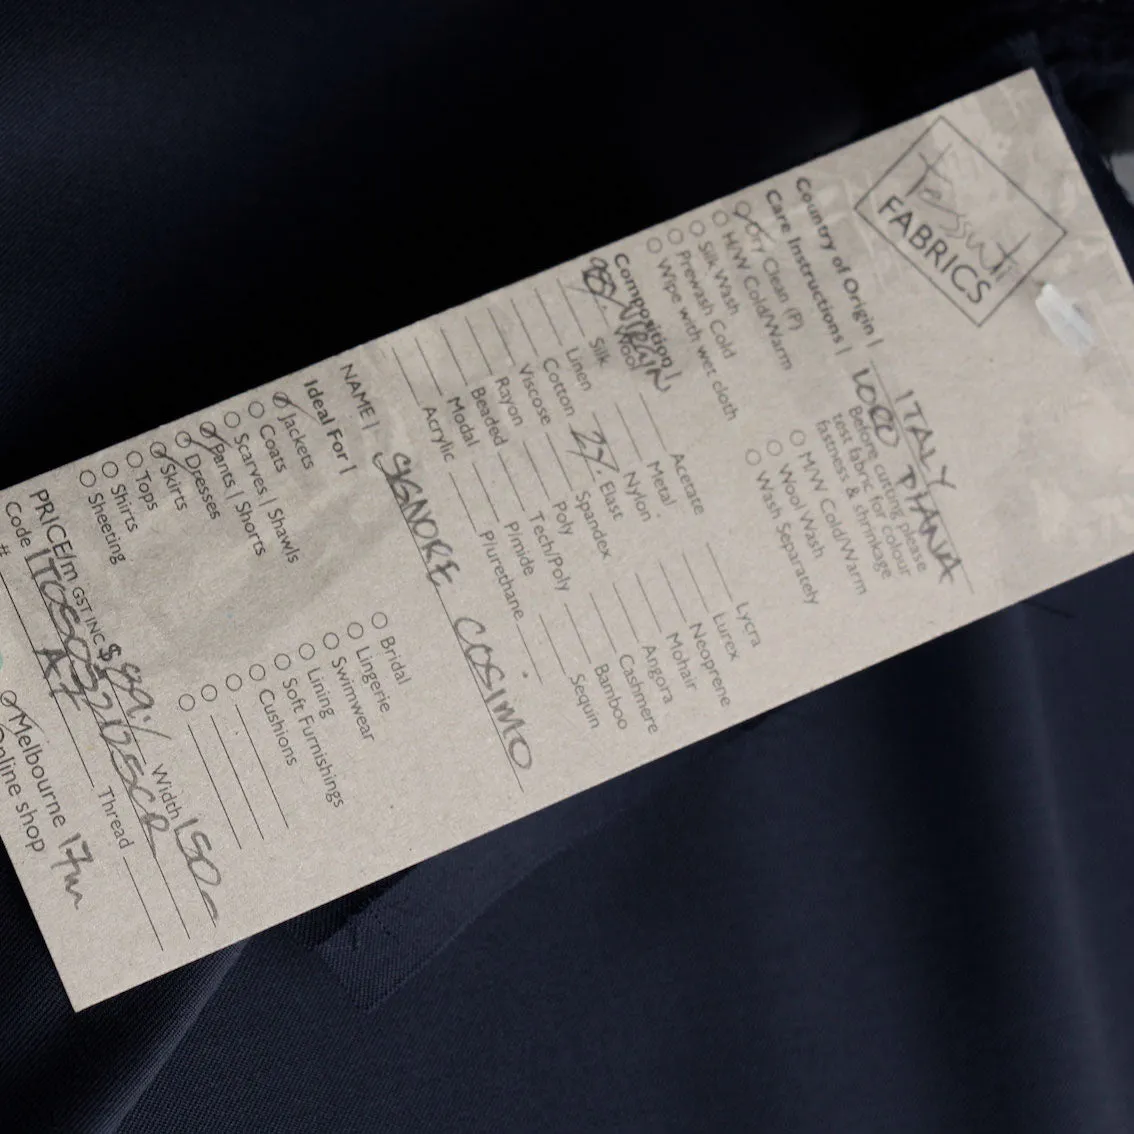 tessuti
FABRICS
Country of Origin | ITALY
Care Instructions | LORO PIANA
Dry Clean (P)
H/W Cold/Warm
Silk Wash
Prewash Cold
Wipe with wet cloth
Before cutting please
test fabric for colour
fastness & shrinkage
M/W Cold/Warm
Wool Wash
Wash Separately
Composition |
98% VIRGIN Wool
Silk
Linen
Cotton
Viscose
Rayon
Beaded
Modal
Acrylic
Acetate
Metal
Nylon
2% Elast
Spandex
Poly
Tech/Poly
P/mide
P/urethane
Lycra
Lurex
Neoprene
Mohair
Angora
Cashmere
Bamboo
Sequin
NAME | SIGNORE COSIMO
Ideal For |
Jackets
Coats
Scarves | Shawls
Pants | Shorts
Dresses
Skirts
Tops
Shirts
Sheeting
Bridal
Lingerie
Swimwear
Lining
Soft Furnishings
Cushions
PRICE/m GST INC $ Width 150
Code |
# A7 Thread
Melbourne 17m
Online shop